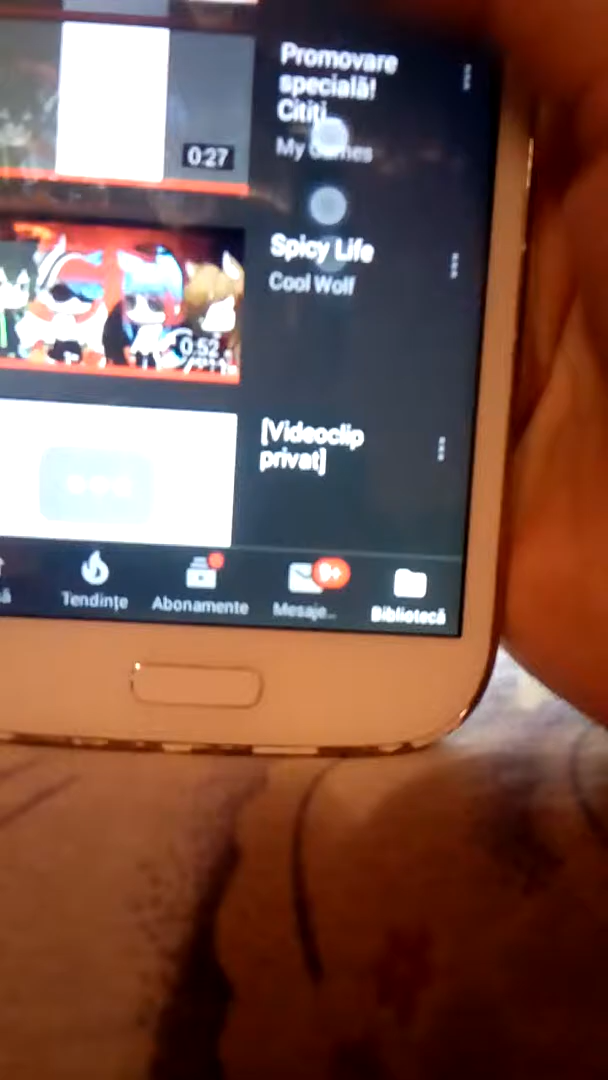 Promovare
specială!
Citiți...
My Games
0:27
Spicy Life
Cool Wolf
0:52
[Videoclip
privat]
Tendințe
Abonamente
9+
Mesaje...
Bibliotecă